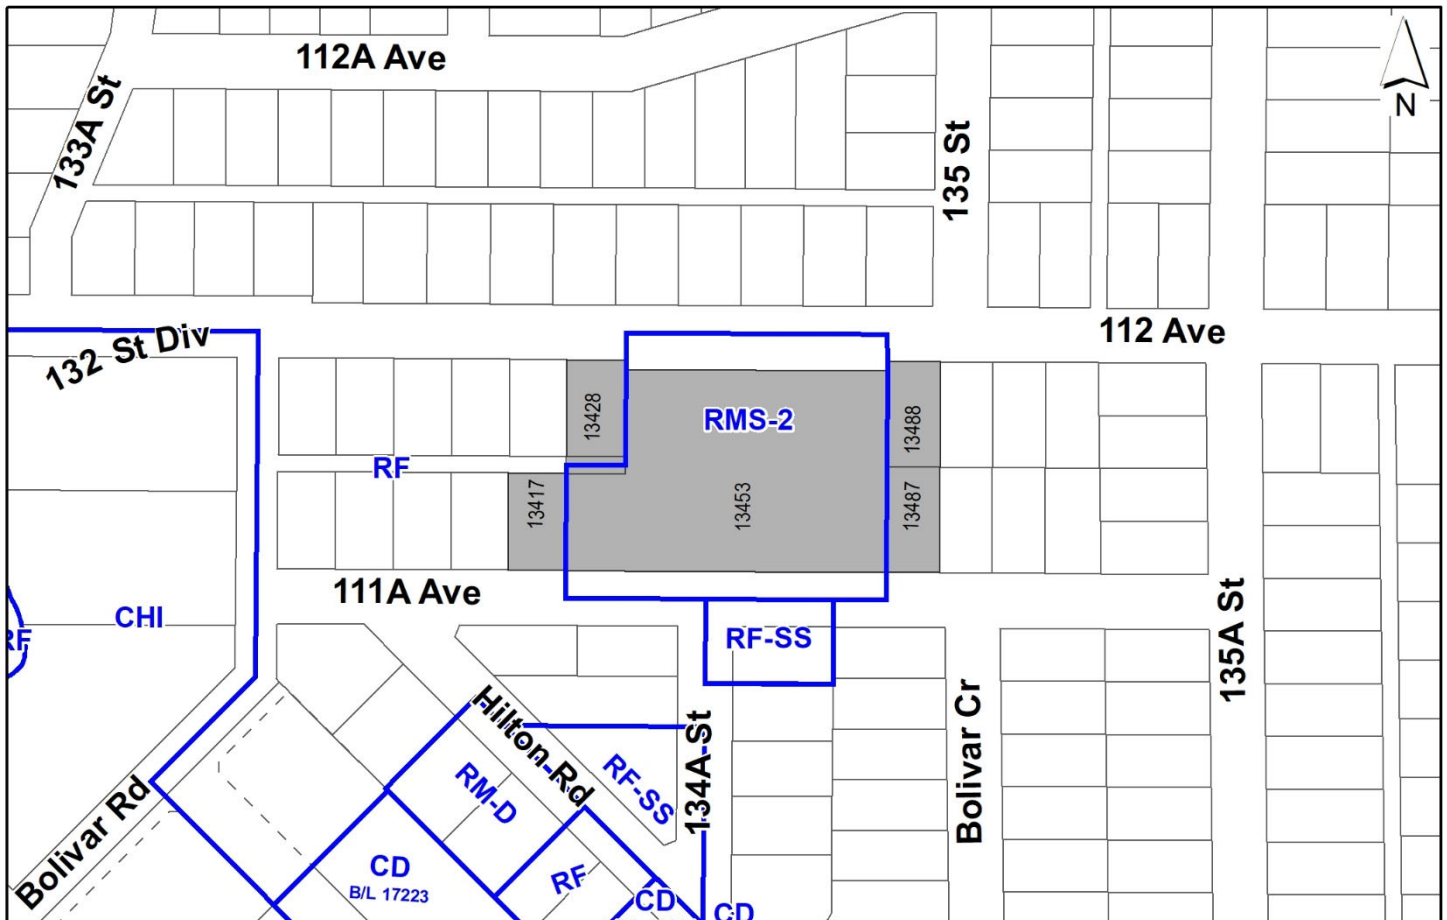 112A Ave
133A St
N
135 St
132 St Div
112 Ave
13428
RMS-2
13488
RF
13417
13453
13487
111A Ave
CHI
RF
RF-SS
135A St
Hilton Rd
134A St
Bolivar Cr
RM-D
RF-SS
Bolivar Rd
CD
B/L 17223
RF
CD
CD